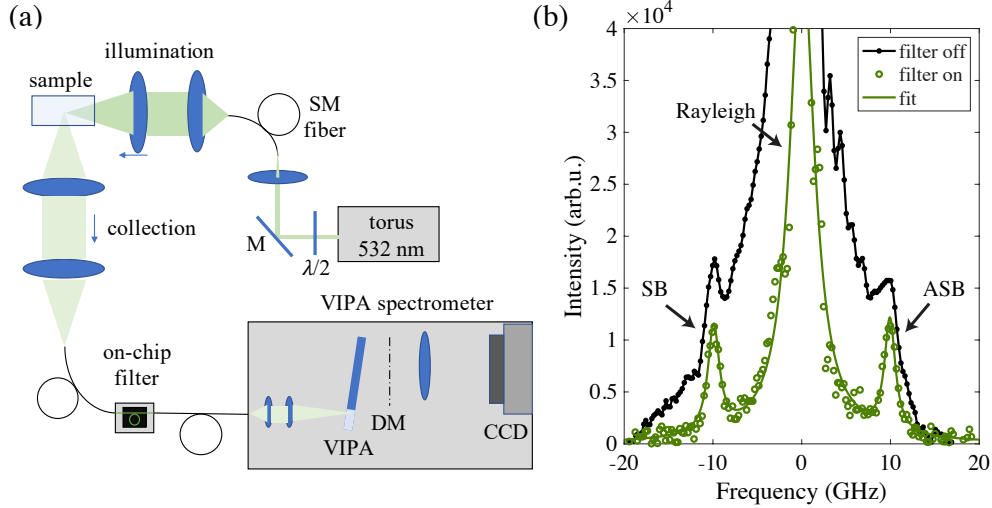 (a)
illumination
sample
SM
fiber
collection
M
λ/2
torus
532 nm
on-chip
filter
VIPA spectrometer
VIPA
DM
CCD
(b)
×10⁴
4
3.5
3
2.5
2
1.5
1
0.5
0
-20
-10
0
10
20
Intensity (arb.u.)
Frequency (GHz)
filter off
filter on
fit
Rayleigh
SB
ASB